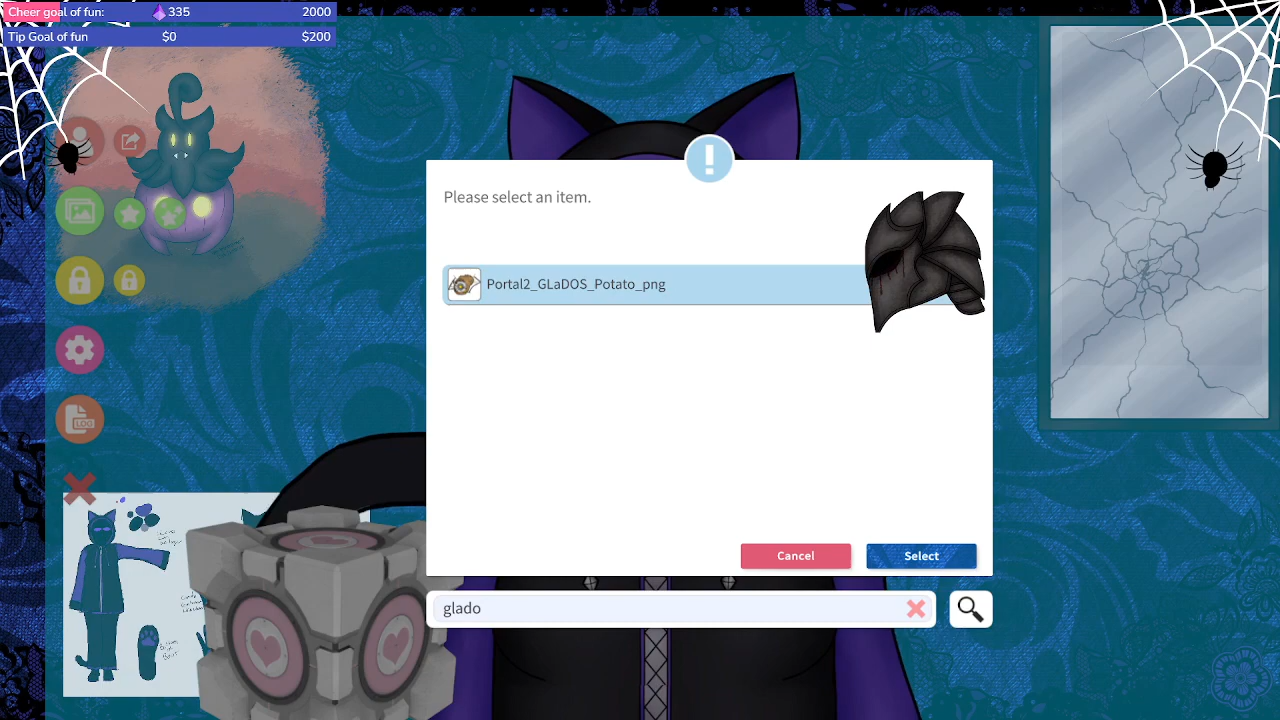 Cheer goal of fun: 335 2000
Tip Goal of fun $0 $200
Please select an item.
Portal2_GLaDOS_Potato_png
LOG
Cancel Select
glado